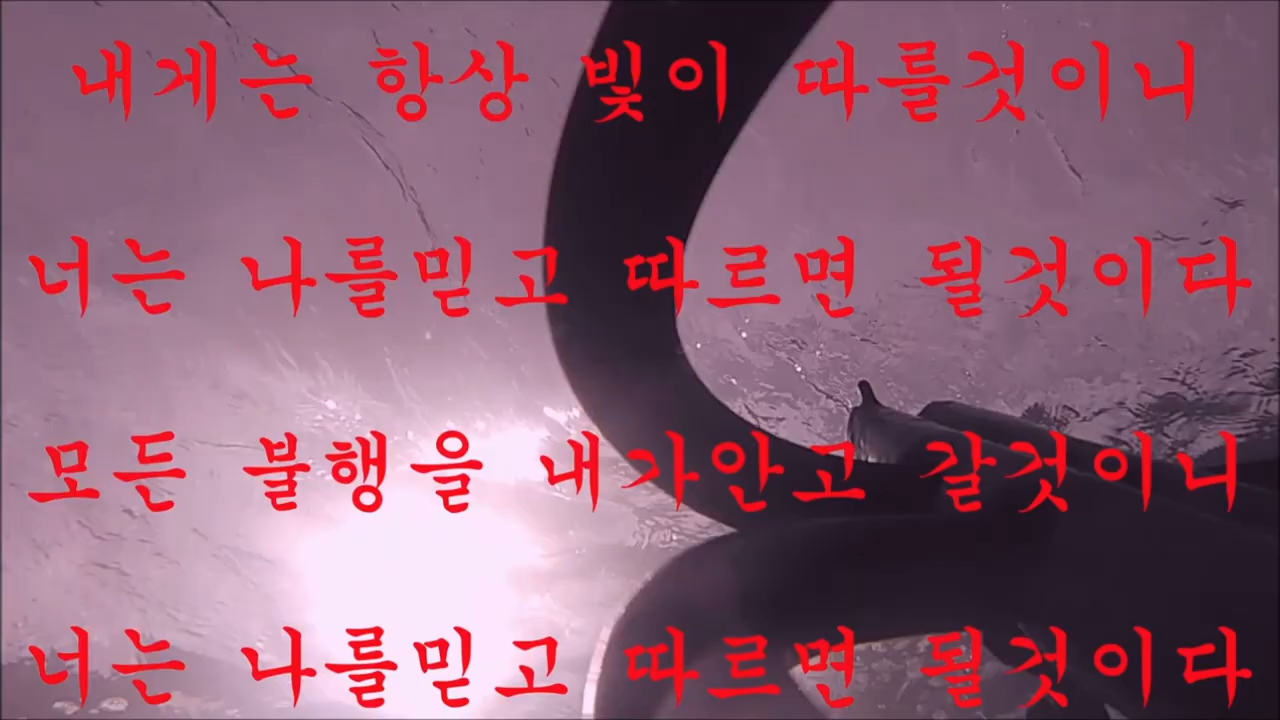 내게는 항상 빛이 따를것이니
너는 나를믿고 따르면 될것이다
모든 불행을 내가안고 갈것이니
너는 나를믿고 따르면 될것이다